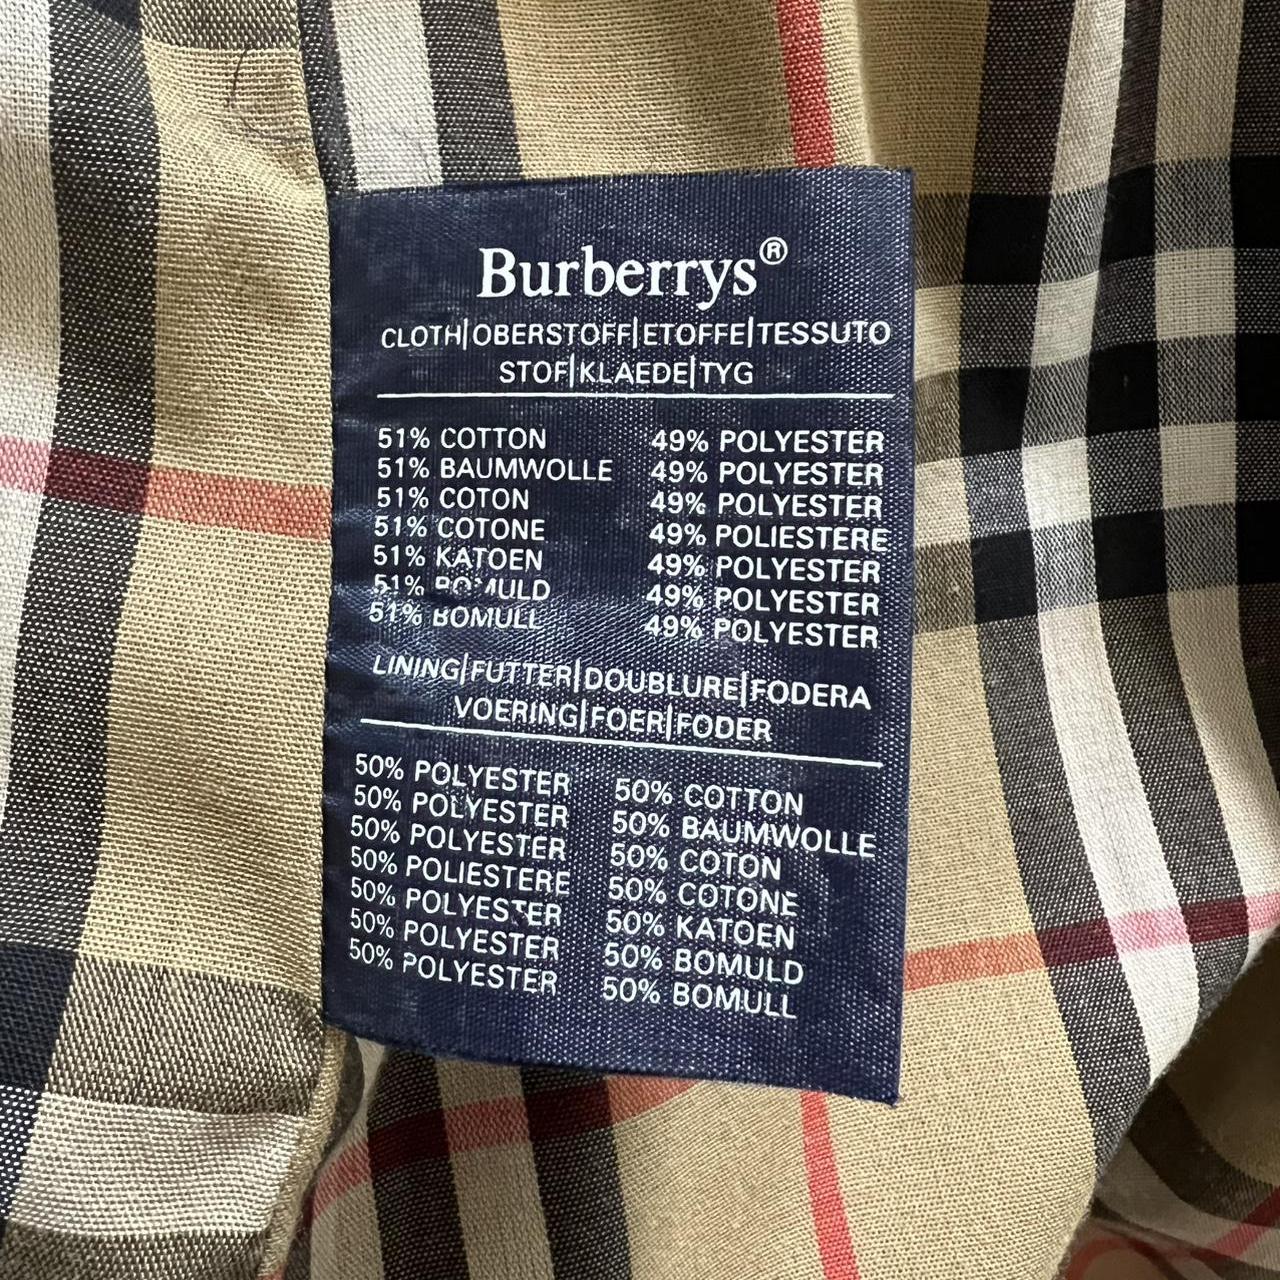 Burberrys®
CLOTH|OBERSTOFF|ETOFFE|TESSUTO
STOF|KLAEDE|TYG
51% COTTON 49% POLYESTER
51% BAUMWOLLE 49% POLYESTER
51% COTON 49% POLYESTER
51% COTONE 49% POLIESTERE
51% KATOEN 49% POLYESTER
51% BOMULD 49% POLYESTER
51% BOMULL 49% POLYESTER
LINING|FUTTER|DOUBLURE|FODERA
VOERING|FOER|FODER
50% POLYESTER 50% COTTON
50% POLYESTER 50% BAUMWOLLE
50% POLYESTER 50% COTON
50% POLIESTERE 50% COTONE
50% POLYESTER 50% KATOEN
50% POLYESTER 50% BOMULD
50% POLYESTER 50% BOMULL